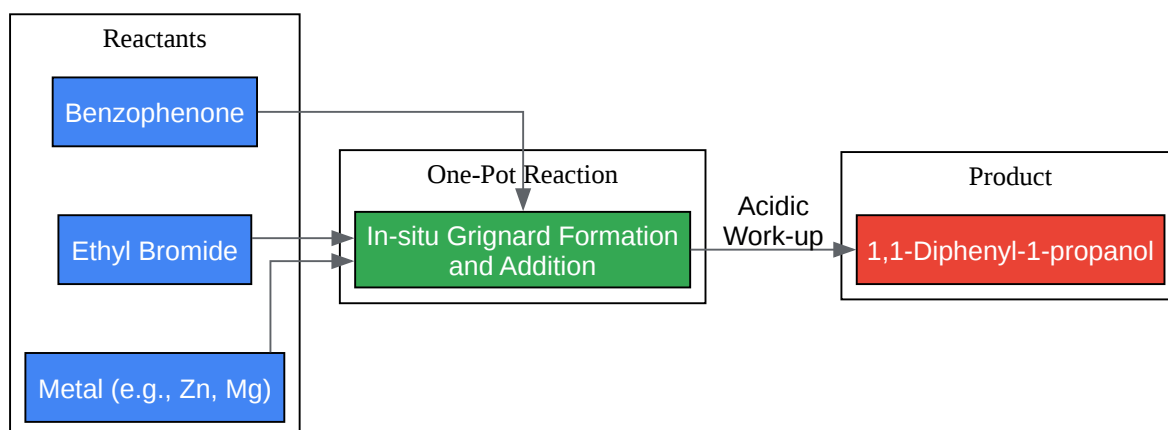 Reactants
Benzophenone
Ethyl Bromide
Metal (e.g., Zn, Mg)
One-Pot Reaction
In-situ Grignard Formation
and Addition
Acidic
Work-up
Product
1,1-Diphenyl-1-propanol